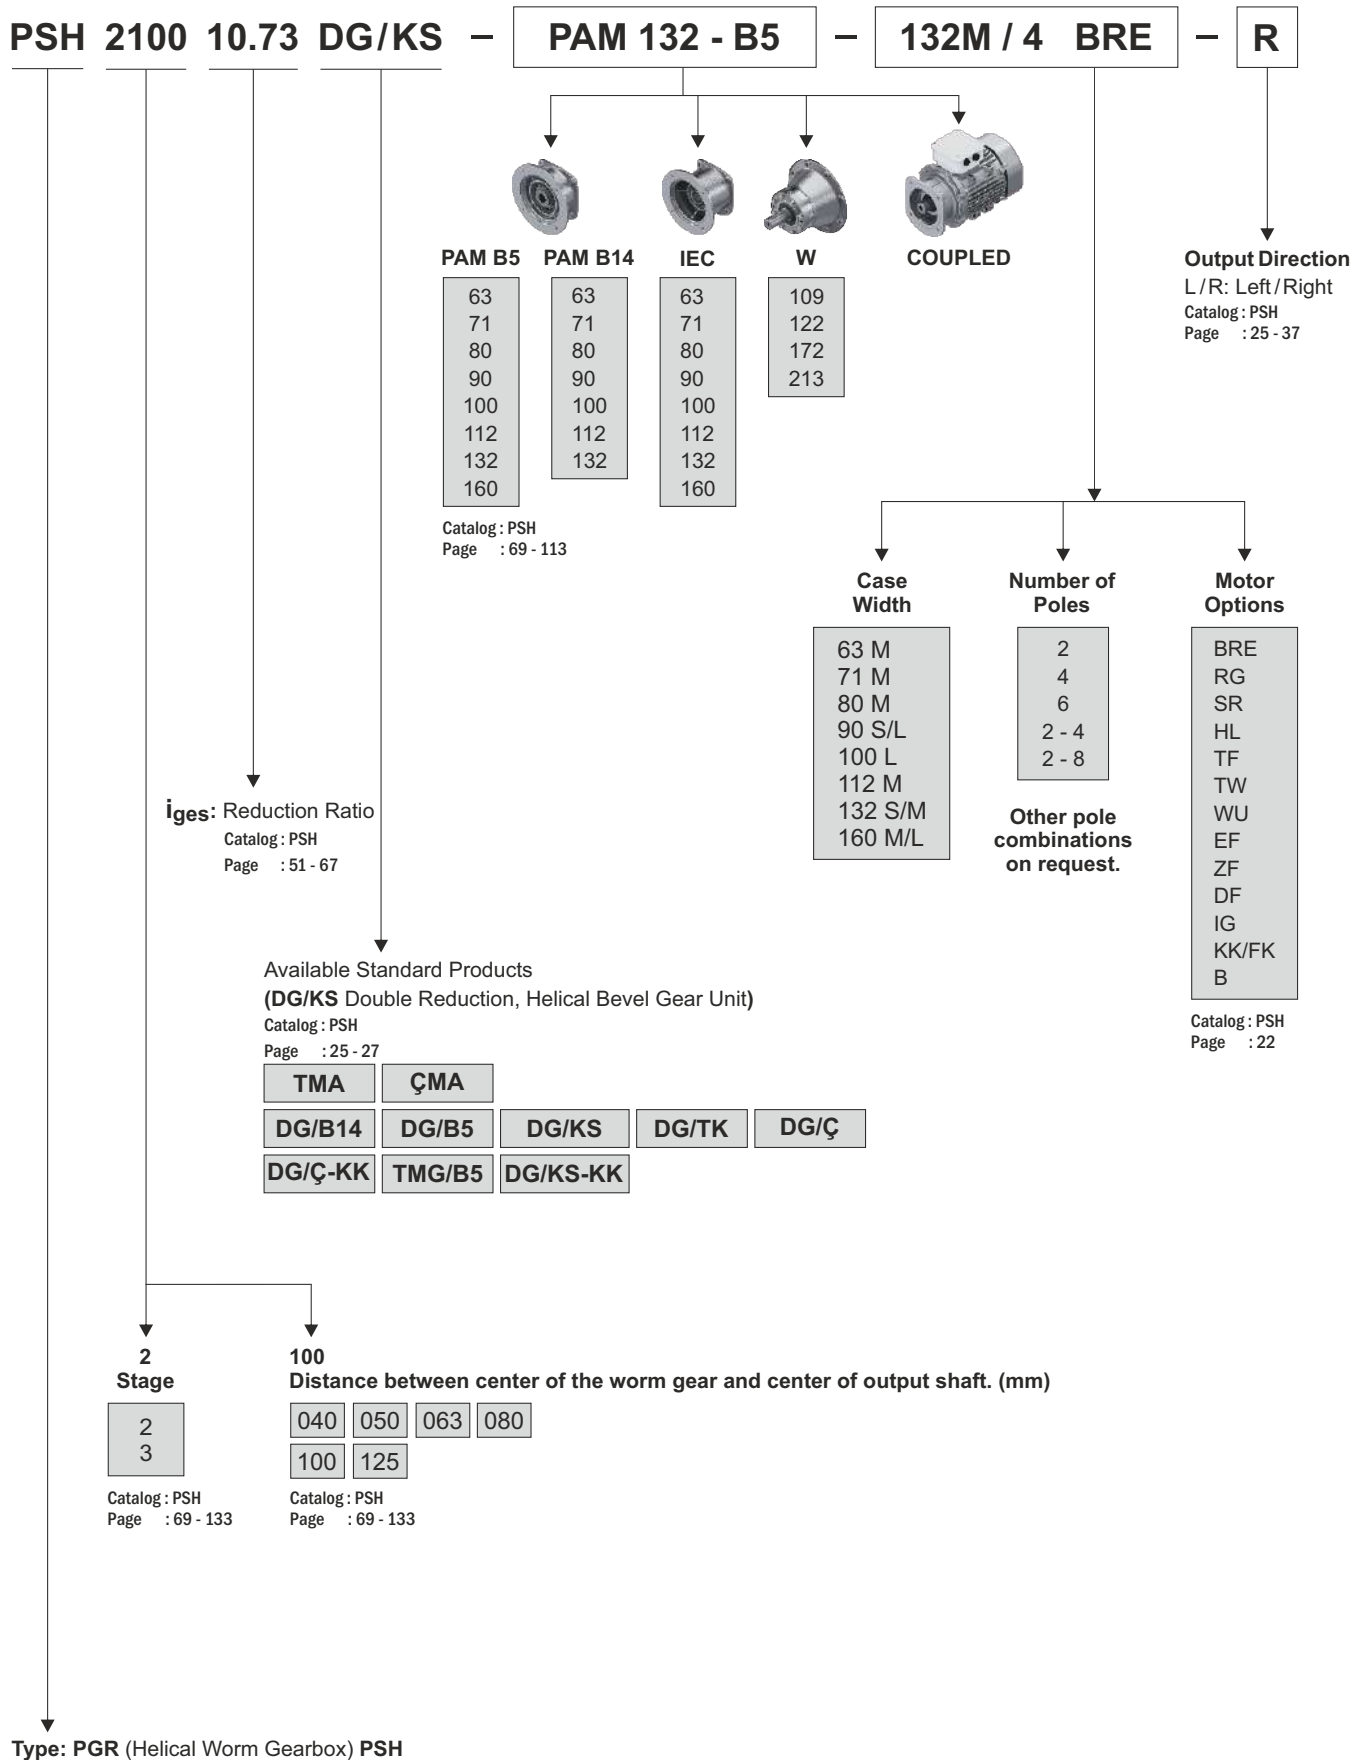 PSH 2100 10.73 DG/KS – PAM 132 - B5 – 132M / 4 BRE – R
PAM B5 PAM B14 IEC W COUPLED
63 63 63 109
71 71 71 122
80 80 80 172
90 90 90 213
100 100 100
112 112 112
132 132 132
160 160
Catalog : PSH
Page : 69 - 113
Output Direction
L / R: Left / Right
Catalog : PSH
Page : 25 - 37
Case
Width
63 M
71 M
80 M
90 S/L
100 L
112 M
132 S/M
160 M/L
Number of
Poles
2
4
6
2 - 4
2 - 8
Other pole
combinations
on request.
Motor
Options
BRE
RG
SR
HL
TF
TW
WU
EF
ZF
DF
IG
KK/FK
B
Catalog : PSH
Page : 22
iges: Reduction Ratio
Catalog : PSH
Page : 51 - 67
Available Standard Products
(DG/KS Double Reduction, Helical Bevel Gear Unit)
Catalog : PSH
Page : 25 - 27
TMA ÇMA
DG/B14 DG/B5 DG/KS DG/TK DG/Ç
DG/Ç-KK TMG/B5 DG/KS-KK
2
Stage
2
3
Catalog : PSH
Page : 69 - 133
100
Distance between center of the worm gear and center of output shaft. (mm)
040 050 063 080
100 125
Catalog : PSH
Page : 69 - 133
Type: PGR (Helical Worm Gearbox) PSH